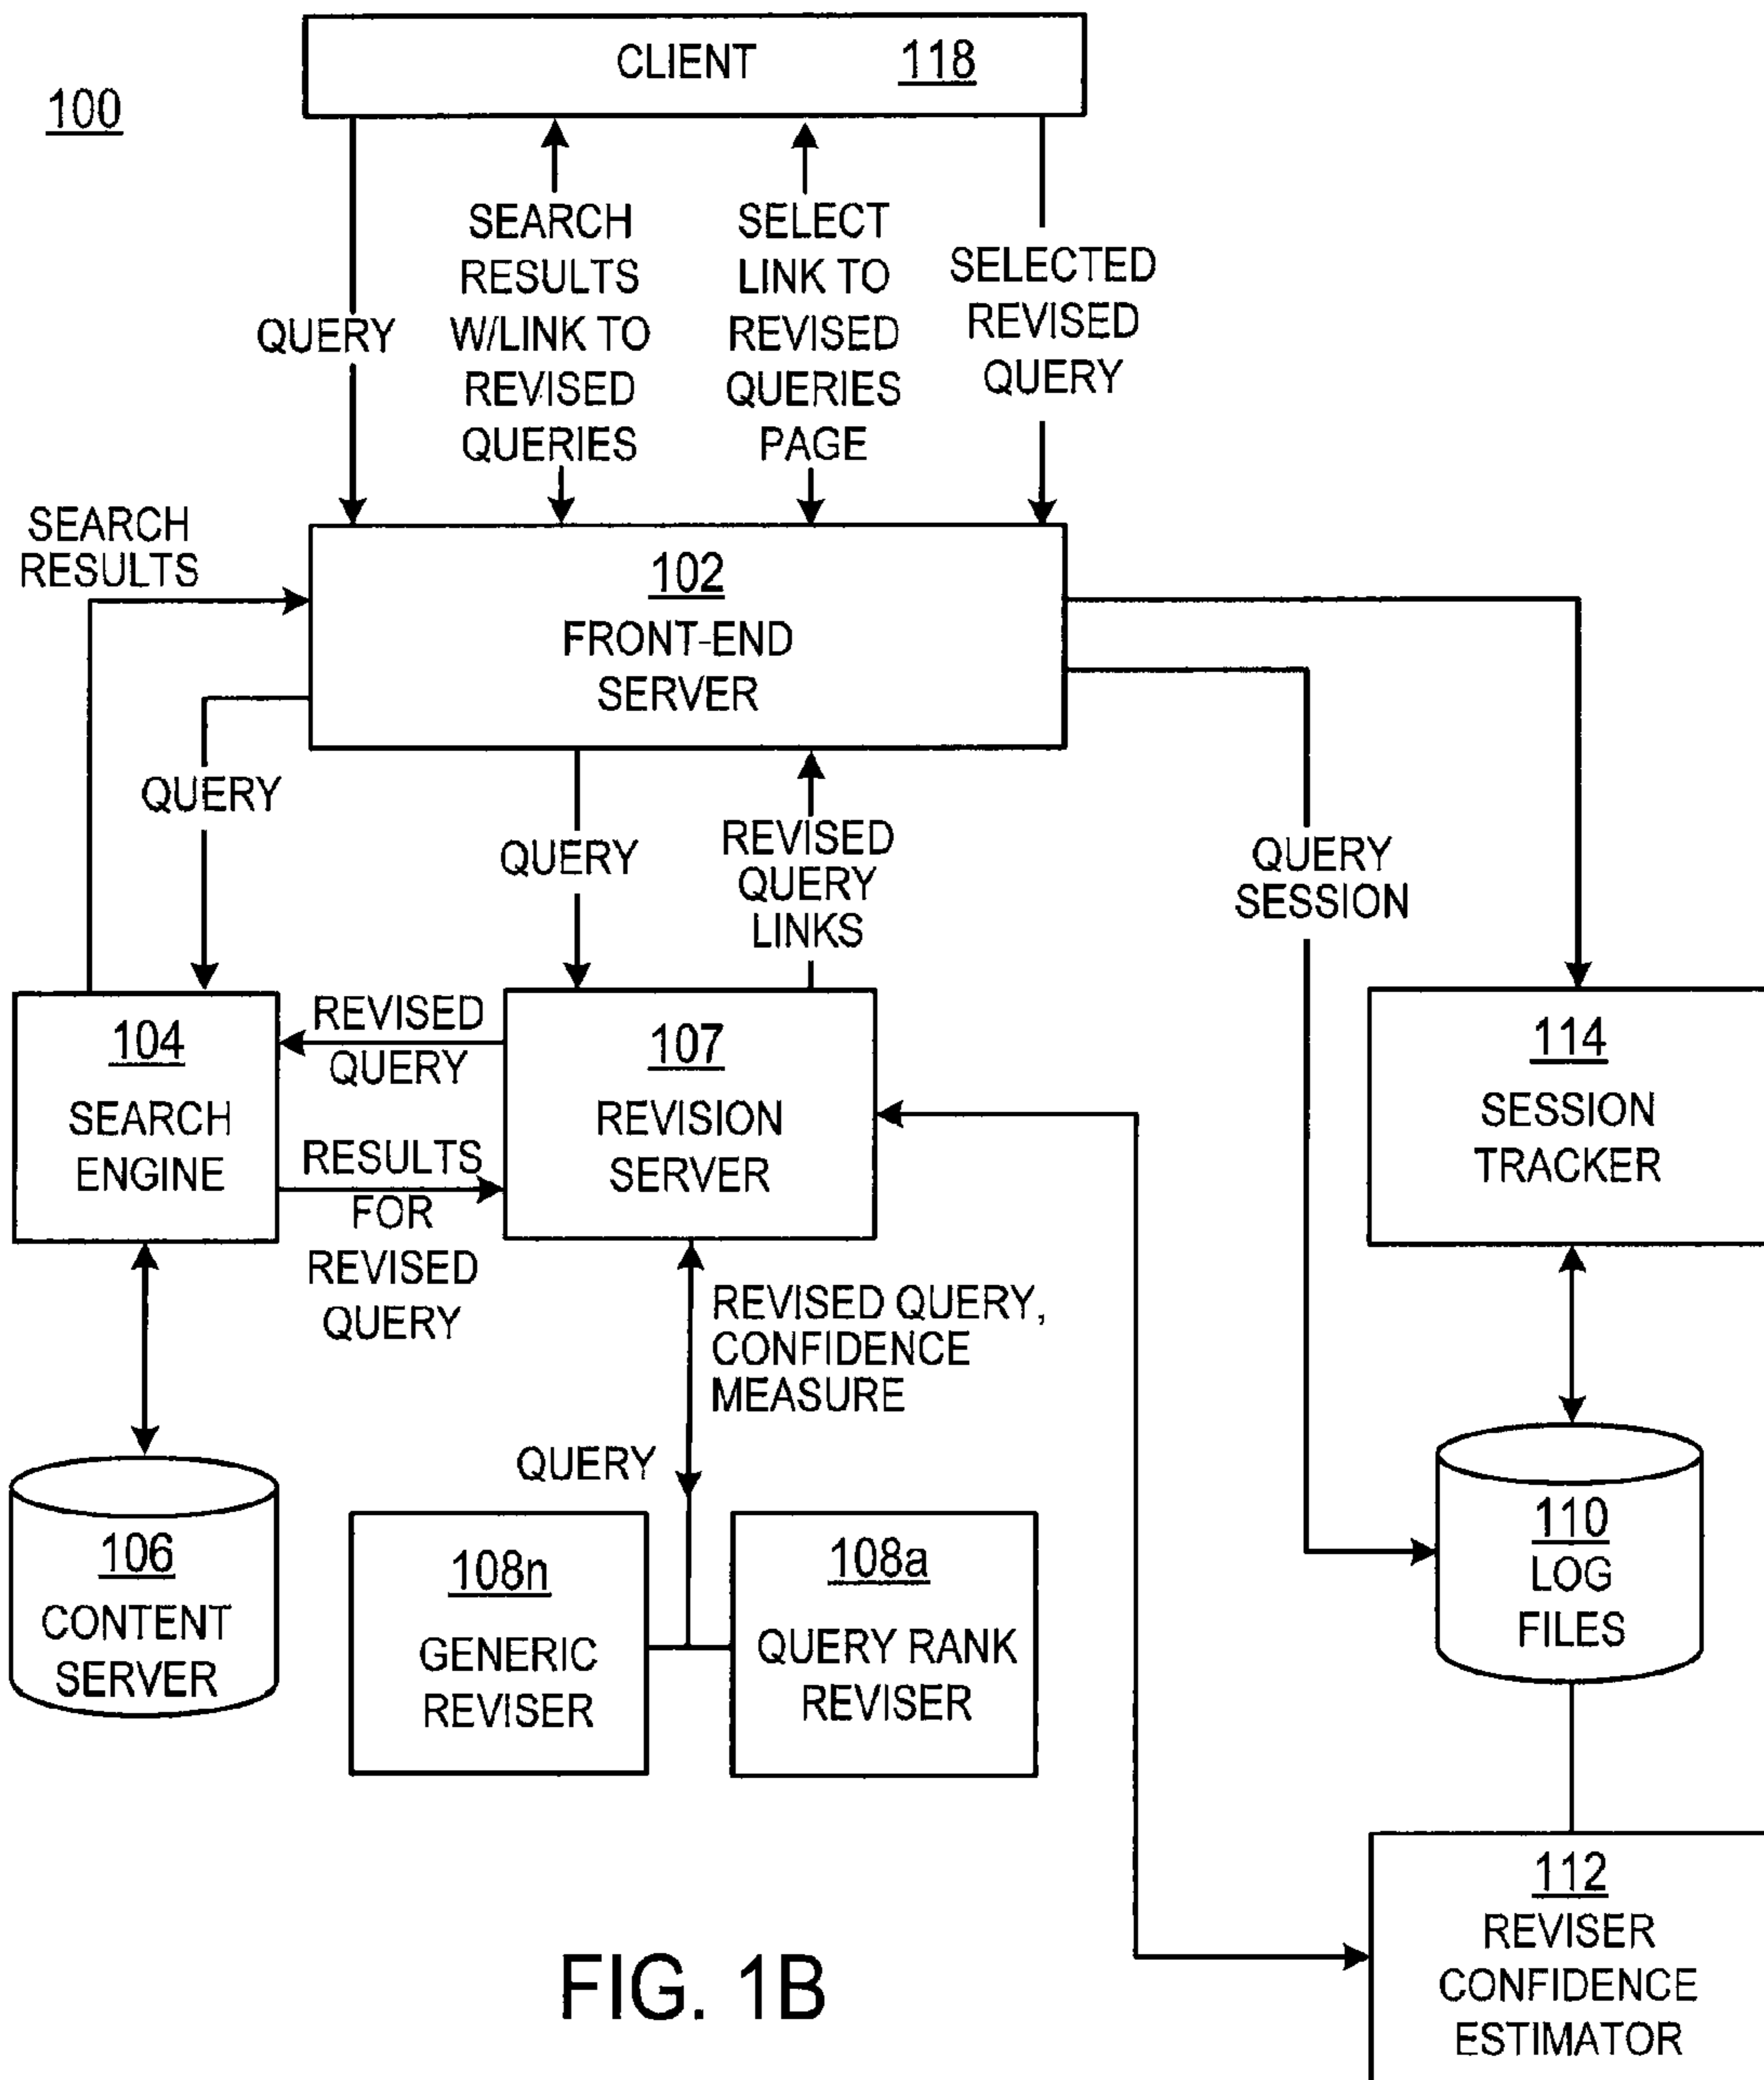 CLIENT 118
100
QUERY
SEARCH
RESULTS
W/LINK TO
REVISED
QUERIES
SELECT
LINK TO
REVISED
QUERIES
PAGE
SELECTED
REVISED
QUERY
SEARCH
RESULTS
102
FRONT-END
SERVER
QUERY
QUERY
REVISED
QUERY
LINKS
QUERY
SESSION
104
SEARCH
ENGINE
REVISED
QUERY
RESULTS
FOR
REVISED
QUERY
107
REVISION
SERVER
114
SESSION
TRACKER
REVISED QUERY,
CONFIDENCE
MEASURE
QUERY
106
CONTENT
SERVER
108n
GENERIC
REVISER
108a
QUERY RANK
REVISER
110
LOG
FILES
112
REVISER
CONFIDENCE
ESTIMATOR
FIG. 1B